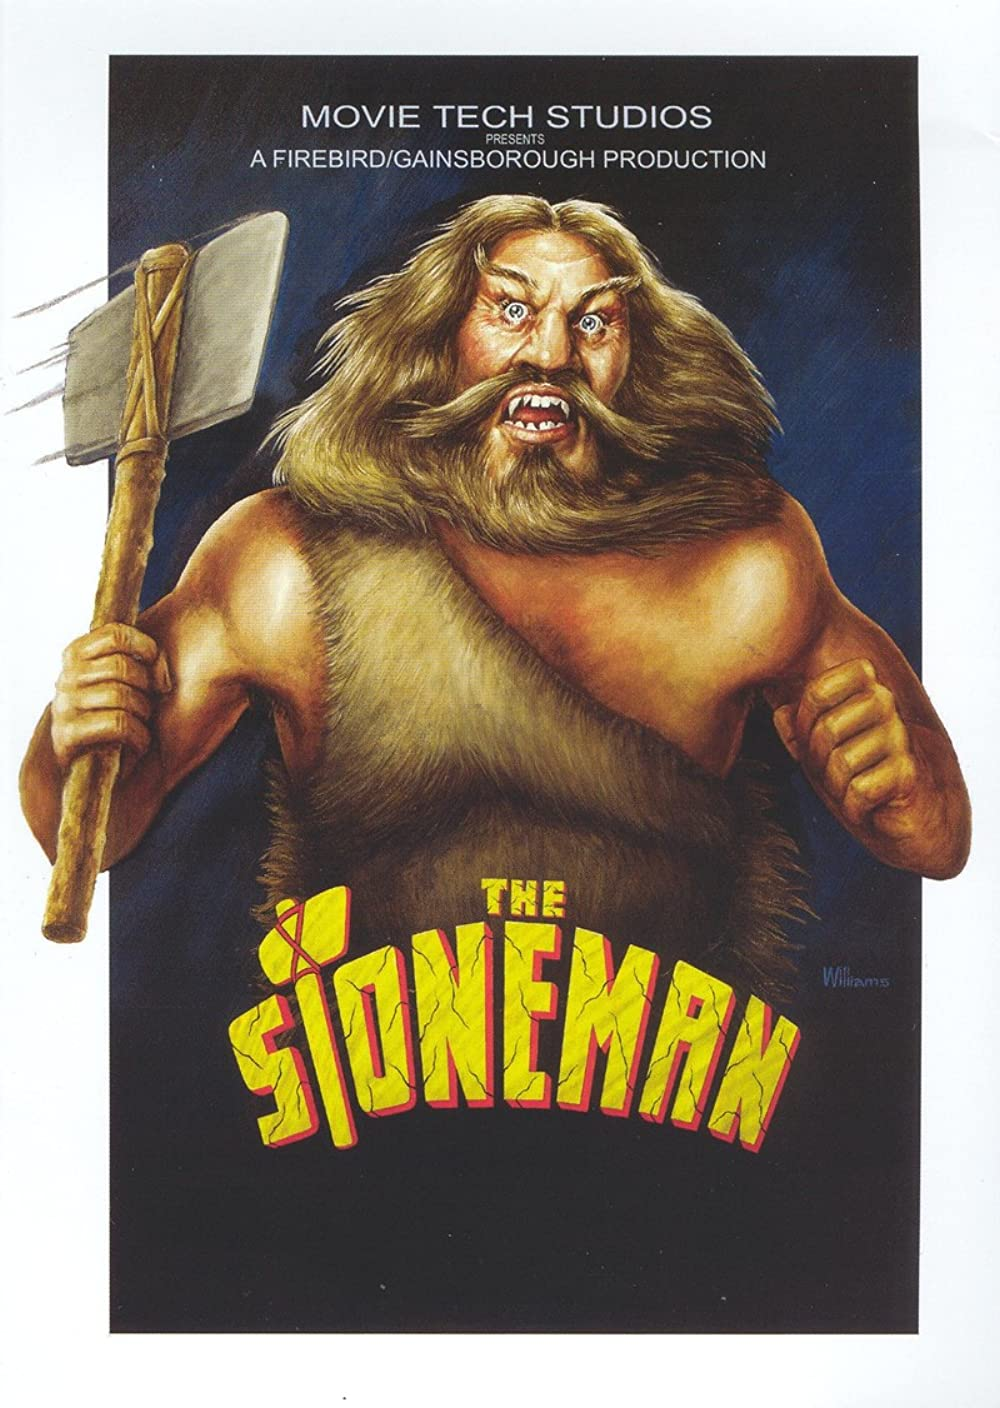 MOVIE TECH STUDIOS
PRESENTS
A FIREBIRD/GAINSBOROUGH PRODUCTION
THE
STONEMAN
Williams